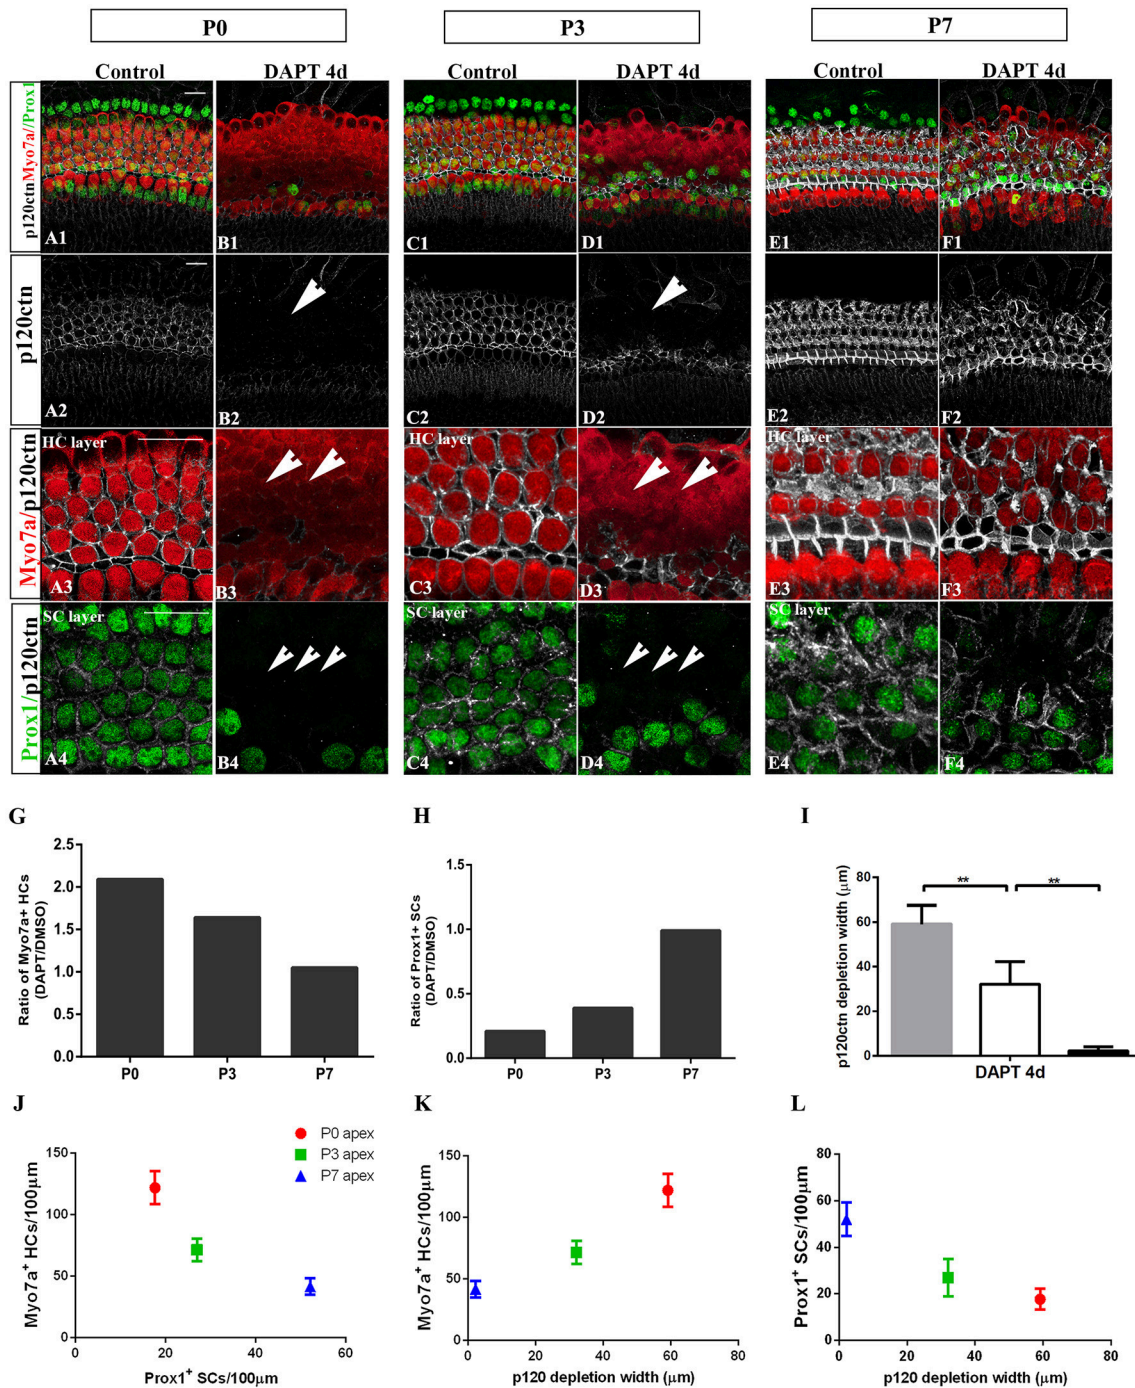 P0
P3
P7
Control
DAPT 4d
Control
DAPT 4d
Control
DAPT 4d
p120ctnMyo7a//Prox1
A1
B1
C1
D1
E1
F1
p120ctn
A2
B2
C2
D2
E2
F2
Myo7a/p120ctn
HC layer
HC layer
HC layer
A3
B3
C3
D3
E3
F3
Prox1/p120ctn
SC layer
SC layer
SC layer
A4
B4
C4
D4
E4
F4
G
Ratio of Myo7a+ HCs
(DAPT/DMSO)
2.5
2.0
1.5
1.0
0.5
0.0
P0
P3
P7
H
Ratio of Prox1+ SCs
(DAPT/DMSO)
1.5
1.0
0.5
0.0
P0
P3
P7
I
p120ctn depletion width (µm)
80
60
40
20
0
**
**
DAPT 4d
J
Myo7a+ HCs/100µm
150
100
50
0
0
20
40
60
Prox1+ SCs/100µm
P0 apex
P3 apex
P7 apex
K
Myo7a+ HCs/100µm
150
100
50
0
0
20
40
60
80
p120 depletion width (µm)
L
Prox1+ SCs/100µm
80
60
40
20
0
0
20
40
60
80
p120 depletion width (µm)